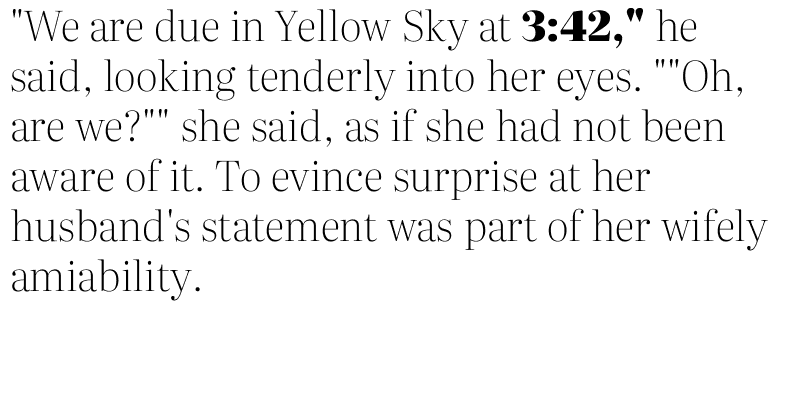 "We are due in Yellow Sky at 3:42," he
said, looking tenderly into her eyes. ""Oh,
are we?"" she said, as if she had not been
aware of it. To evince surprise at her
husband's statement was part of her wifely
amiability.